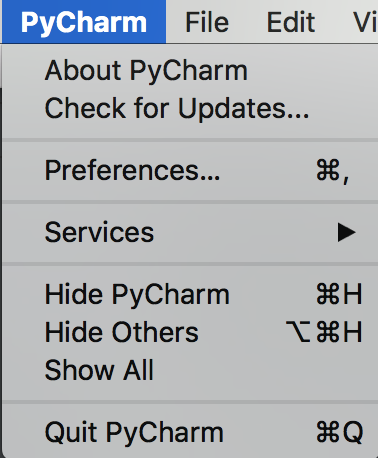 PyCharm File Edit Vi
About PyCharm
Check for Updates...
Preferences... ⌘,
Services ▶
Hide PyCharm ⌘H
Hide Others ⌥⌘H
Show All
Quit PyCharm ⌘Q